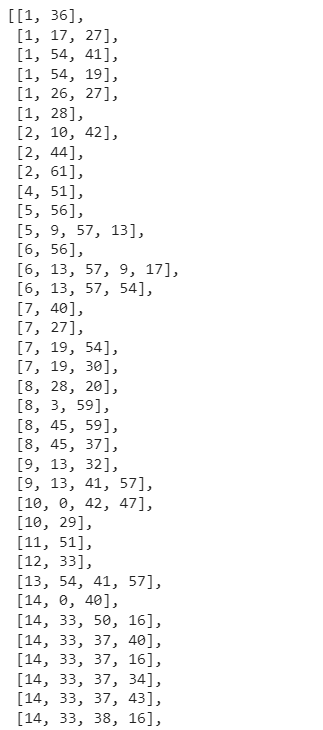 [[1, 36],
[1, 17, 27],
[1, 54, 41],
[1, 54, 19],
[1, 26, 27],
[1, 28],
[2, 10, 42],
[2, 44],
[2, 61],
[4, 51],
[5, 56],
[5, 9, 57, 13],
[6, 56],
[6, 13, 57, 9, 17],
[6, 13, 57, 54],
[7, 40],
[7, 27],
[7, 19, 54],
[7, 19, 30],
[8, 28, 20],
[8, 3, 59],
[8, 45, 59],
[8, 45, 37],
[9, 13, 32],
[9, 13, 41, 57],
[10, 0, 42, 47],
[10, 29],
[11, 51],
[12, 33],
[13, 54, 41, 57],
[14, 0, 40],
[14, 33, 50, 16],
[14, 33, 37, 40],
[14, 33, 37, 16],
[14, 33, 37, 34],
[14, 33, 37, 43],
[14, 33, 38, 16],